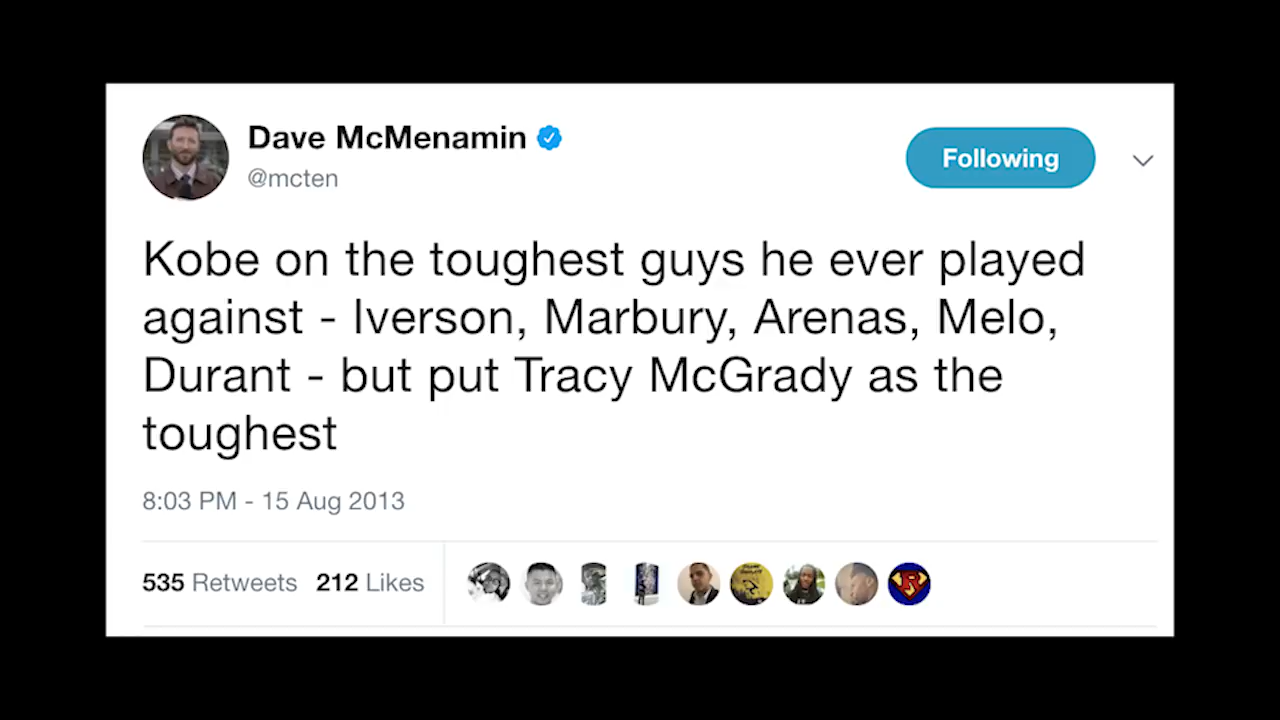 Dave McMenamin
@mcten
Following
Kobe on the toughest guys he ever played
against - Iverson, Marbury, Arenas, Melo,
Durant - but put Tracy McGrady as the
toughest
8:03 PM - 15 Aug 2013
535 Retweets 212 Likes